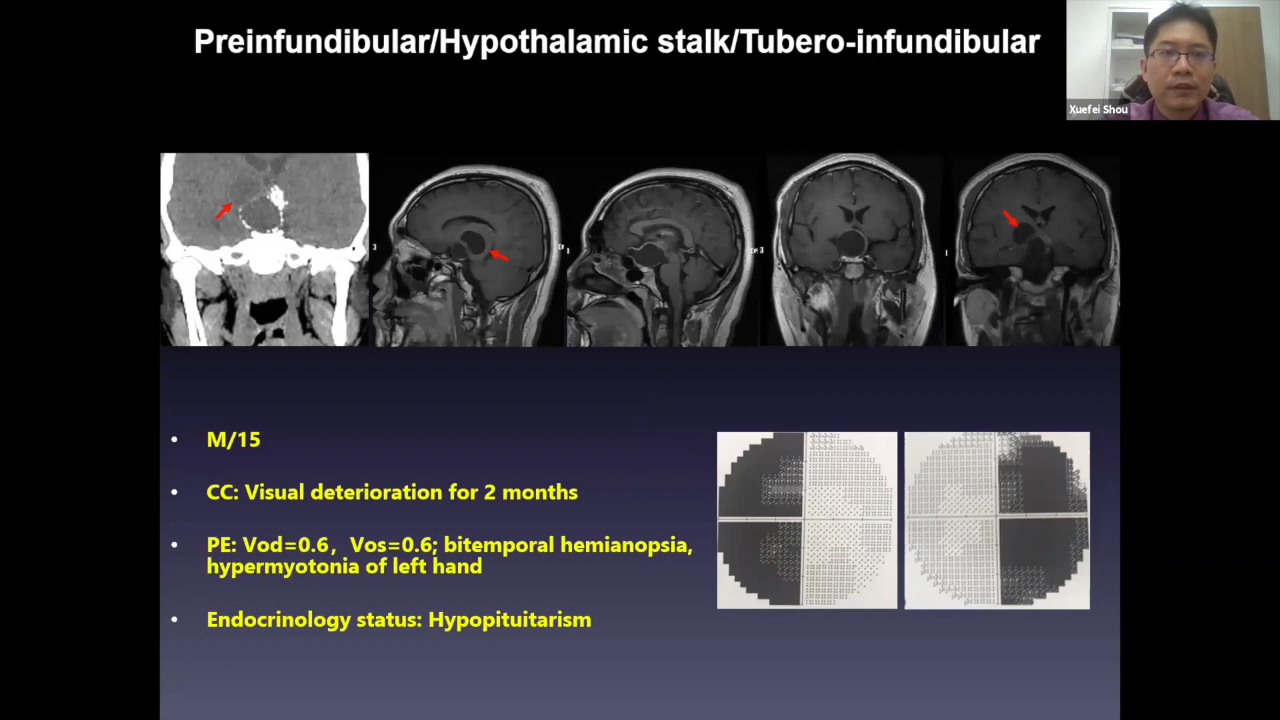 Preinfundibular/Hypothalamic stalk/Tubero-infundibular
Xuefei Shou
• M/15
• CC: Visual deterioration for 2 months
• PE: Vod=0.6, Vos=0.6; bitemporal hemianopsia,
hypermyotonia of left hand
• Endocrinology status: Hypopituitarism